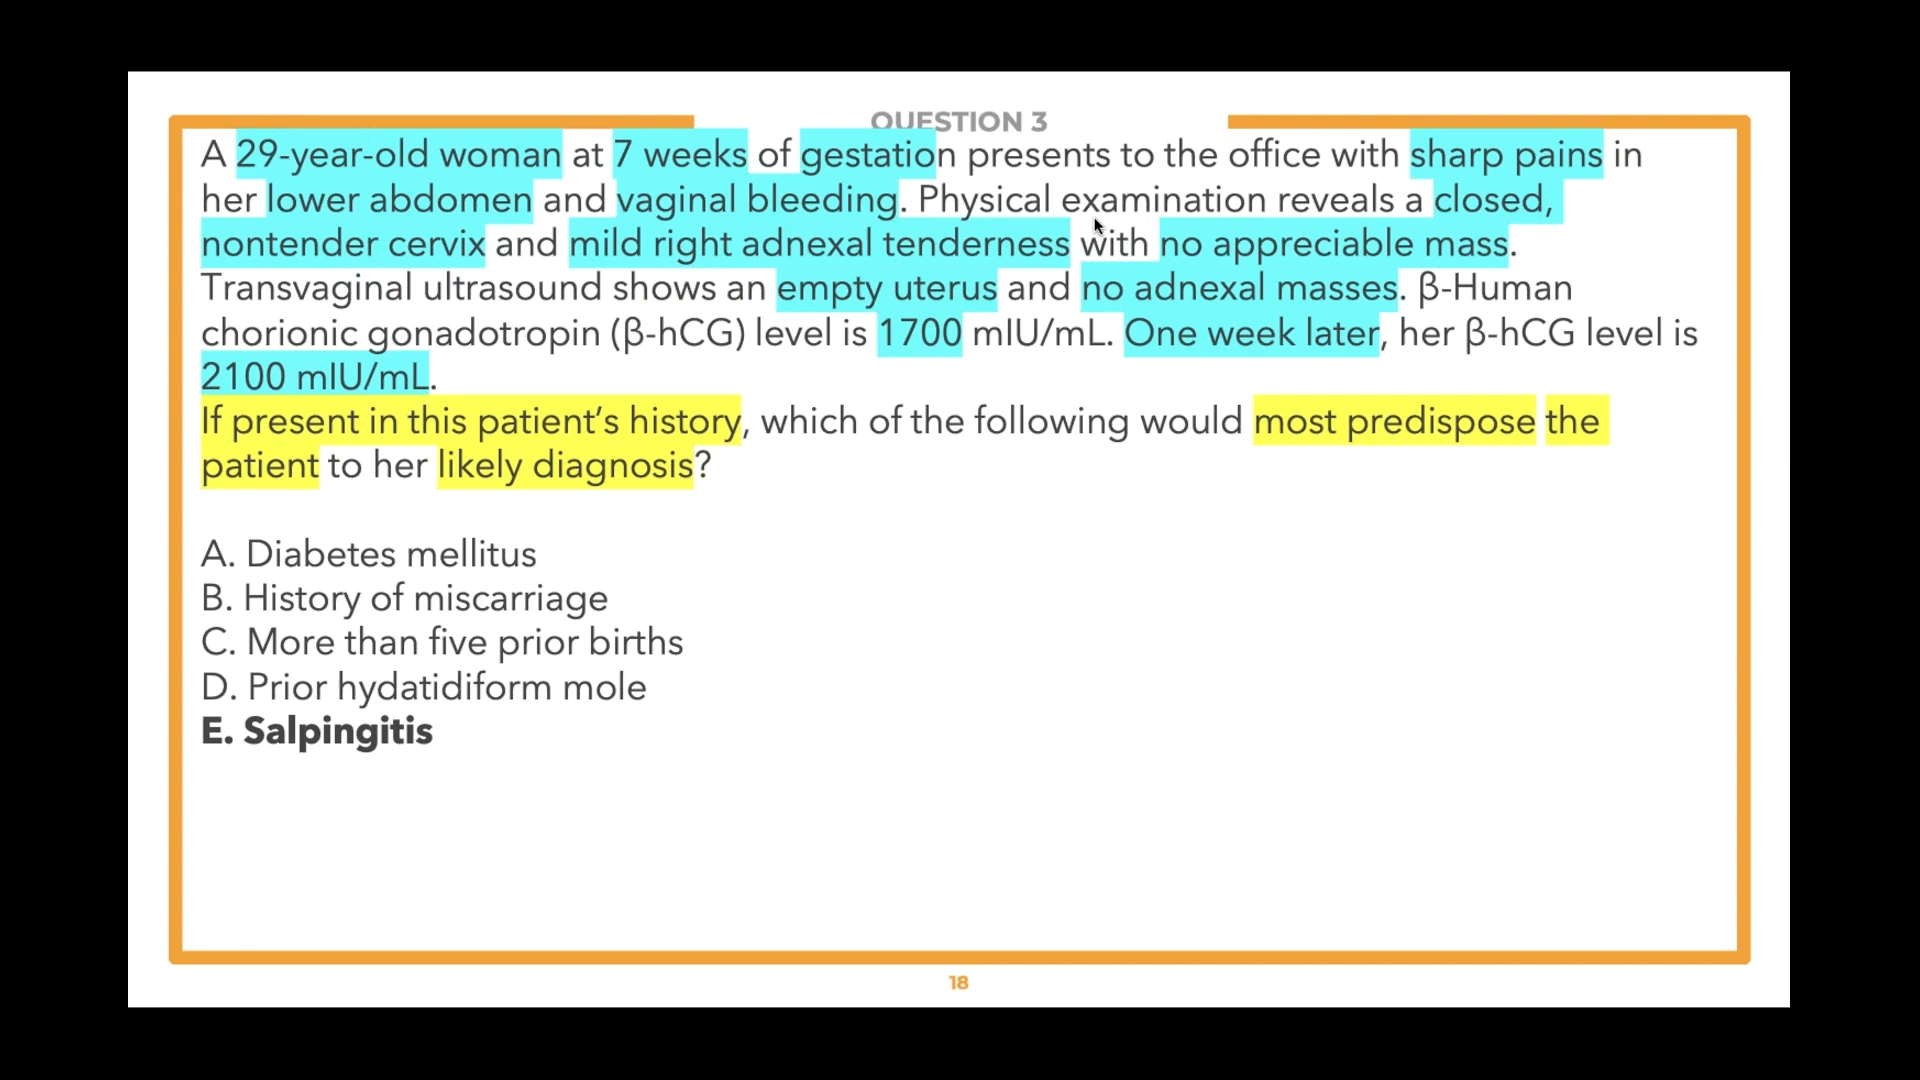 QUESTION 3
A 29-year-old woman at 7 weeks of gestation presents to the office with sharp pains in
her lower abdomen and vaginal bleeding. Physical examination reveals a closed,
nontender cervix and mild right adnexal tenderness with no appreciable mass.
Transvaginal ultrasound shows an empty uterus and no adnexal masses. β-Human
chorionic gonadotropin (β-hCG) level is 1700 mIU/mL. One week later, her β-hCG level is
2100 mIU/mL.
If present in this patient’s history, which of the following would most predispose the
patient to her likely diagnosis?
A. Diabetes mellitus
B. History of miscarriage
C. More than five prior births
D. Prior hydatidiform mole
E. Salpingitis
18